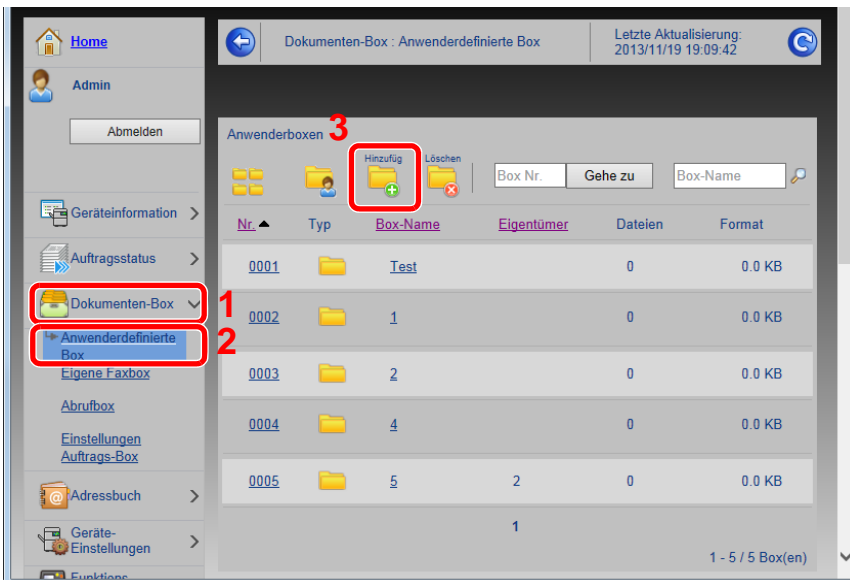 Home
Admin
Abmelden
Geräteinformation
Auftragsstatus
Dokumenten-Box
1
Anwenderdefinierte
Box
2
Eigene Faxbox
Abrufbox
Einstellungen
Auftrags-Box
Adressbuch
Geräte-
Einstellungen
Funktions
Dokumenten-Box : Anwenderdefinierte Box
Letzte Aktualisierung:
2013/11/19 19:09:42
Anwenderboxen 3
Hinzufüg Löschen
Box Nr. Gehe zu Box-Name
Nr. Typ Box-Name Eigentümer Dateien Format
0001 Test 0 0.0 KB
0002 1 0 0.0 KB
0003 2 0 0.0 KB
0004 4 0 0.0 KB
0005 5 2 0 0.0 KB
1
1 - 5 / 5 Box(en)